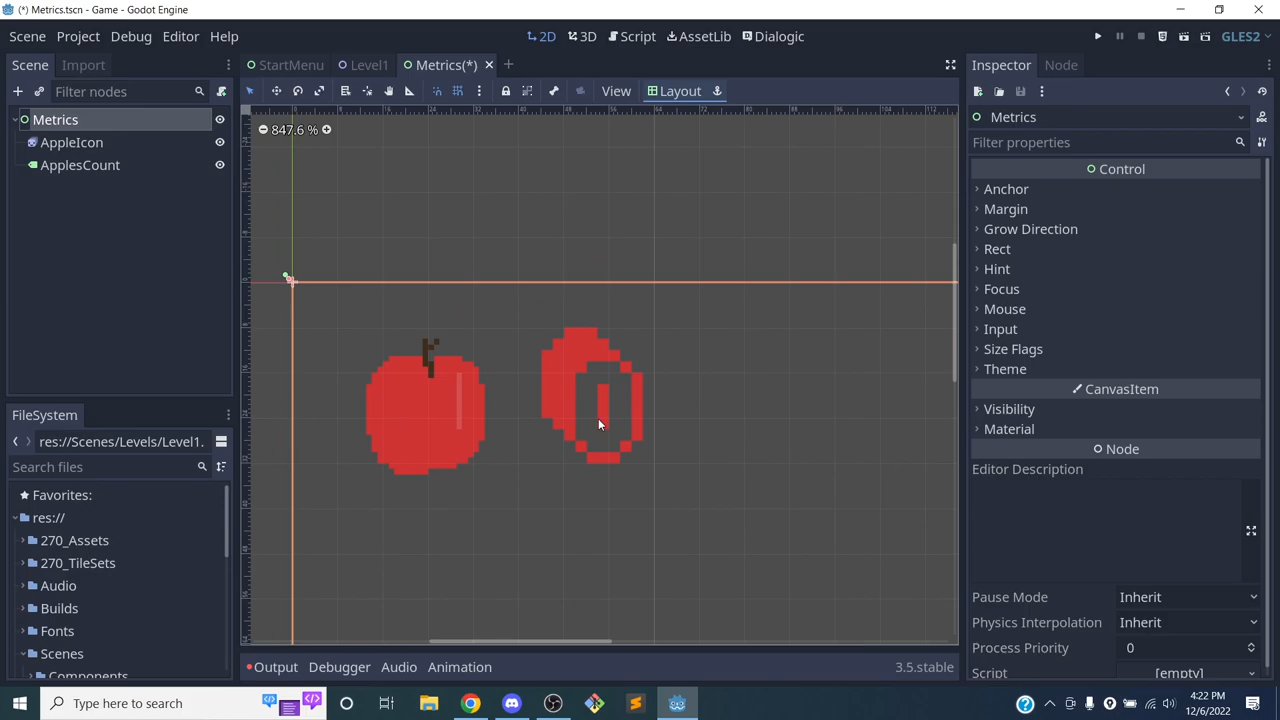 (*) Metrics.tscn - Game - Godot Engine
Scene Project Debug Editor Help
2D 3D Script AssetLib Dialogic
GLES2
Scene Import
StartMenu Level1 Metrics(*)
Inspector Node
Filter nodes
View Layout
Metrics
AppleIcon
ApplesCount
847.6 %
Metrics
Filter properties
Control
Anchor
Margin
Grow Direction
Rect
Hint
Focus
Mouse
Input
Size Flags
Theme
CanvasItem
Visibility
Material
Node
Editor Description
Pause Mode Inherit
Physics Interpolation Inherit
Process Priority 0
Script [empty]
0
FileSystem
res://Scenes/Levels/Level1.
Search files
Favorites:
res://
270_Assets
270_TileSets
Audio
Builds
Fonts
Scenes
Components
Output Debugger Audio Animation
3.5.stable
Type here to search
4:22 PM
12/6/2022